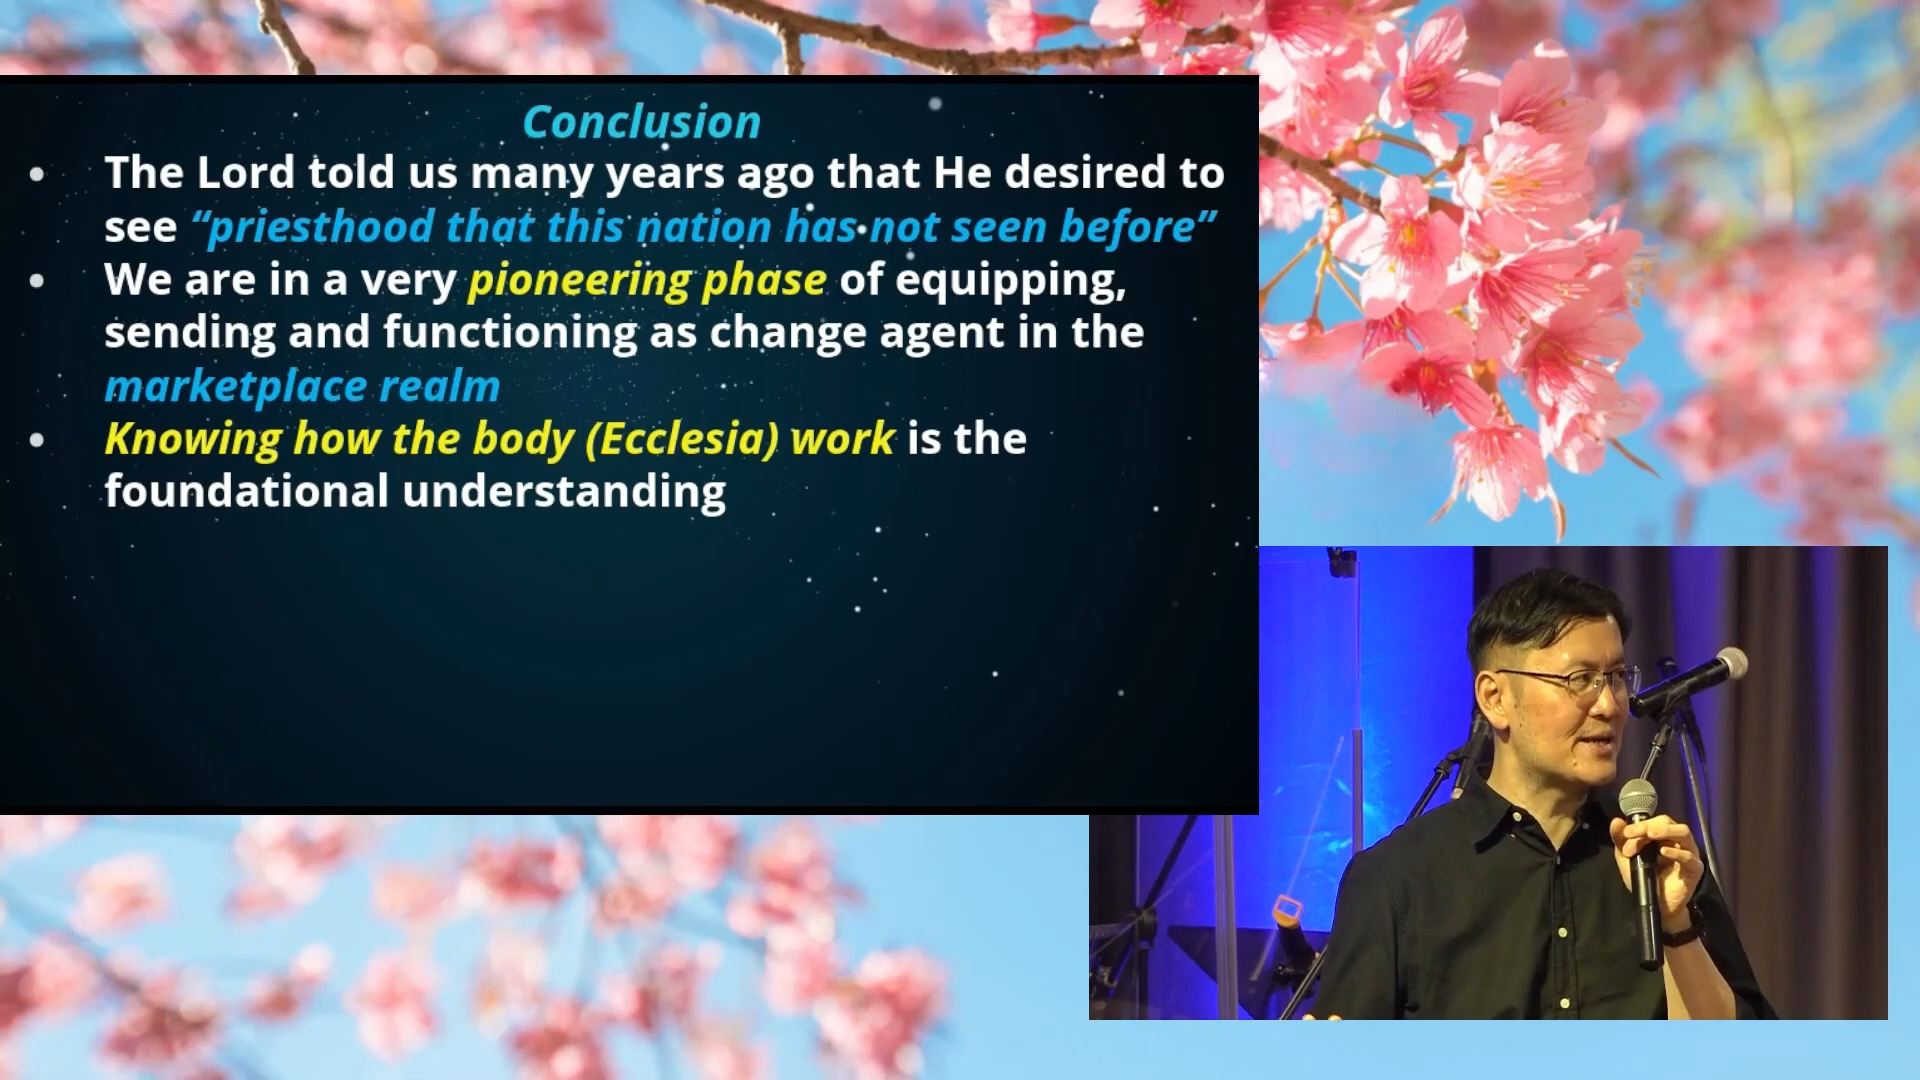 Conclusion
• The Lord told us many years ago that He desired to
see “priesthood that this nation has not seen before”
• We are in a very pioneering phase of equipping,
sending and functioning as change agent in the
marketplace realm
• Knowing how the body (Ecclesia) work is the
foundational understanding